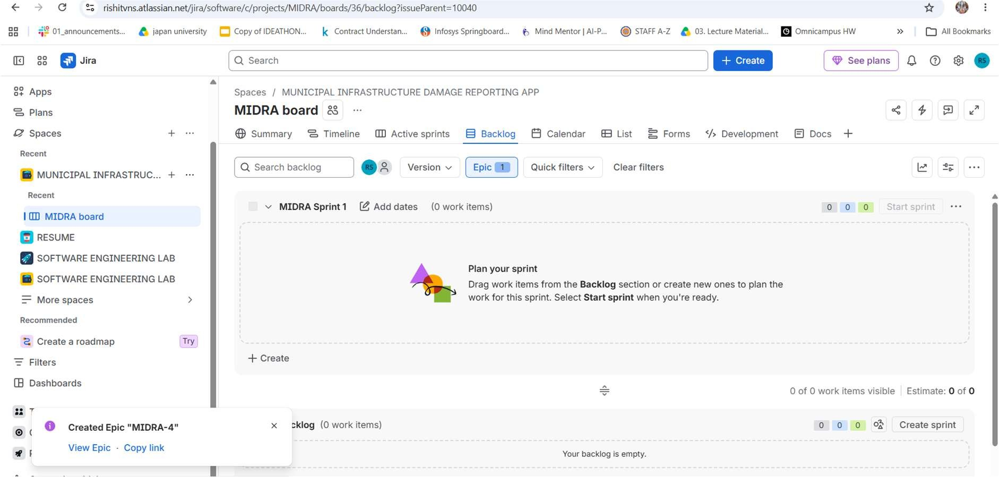 rishitvns.atlassian.net/jira/software/c/projects/MIDRA/boards/36/backlog?issueParent=10040
01_announcements... japan university Copy of IDEATHON... Contract Understan... Infosys Springboard... Mind Mentor | AI-P... STAFF A-Z 03. Lecture Material... Omnicampus HW » All Bookmarks
Jira Search + Create See plans RS
Apps
Plans
Spaces
Recent
MUNICIPAL INFRASTRUC...
Recent
MIDRA board
RESUME
SOFTWARE ENGINEERING LAB
SOFTWARE ENGINEERING LAB
More spaces
Recommended
Create a roadmap Try
Filters
Dashboards
Spaces / MUNICIPAL INFRASTRUCTURE DAMAGE REPORTING APP
MIDRA board
Summary Timeline Active sprints Backlog Calendar List Forms Development Docs
Search backlog RS Version Epic 1 Quick filters Clear filters
MIDRA Sprint 1 Add dates (0 work items) 0 0 0 Start sprint
Plan your sprint
Drag work items from the Backlog section or create new ones to plan the
work for this sprint. Select Start sprint when you're ready.
+ Create
0 of 0 work items visible Estimate: 0 of 0
cklog (0 work items) 0 0 0 Create sprint
Your backlog is empty.
Created Epic "MIDRA-4"
View Epic · Copy link